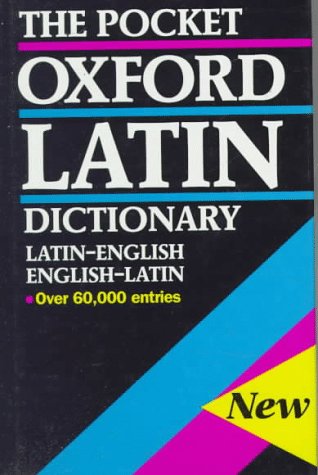 THE POCKET
OXFORD
LATIN
DICTIONARY
LATIN–ENGLISH
ENGLISH–LATIN
• Over 60,000 entries
New